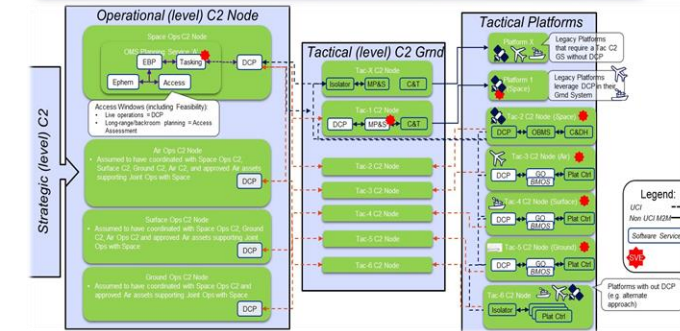 Strategic (level) C2
Operational (level) C2 Node
Space Ops C2 Node
OMS Planning Service
EBP
Tasking
DCP
Ephem
Access
Access Windows (including Feasibility):
• Live operations = DCP
• Long-range/backroom planning = Access
Assessment
Air Ops C2 Node
• Assumed to have coordinated with Space Ops C2,
Surface C2, Ground C2, Air C2, and approved Air assets
supporting Joint Ops with Space
DCP
Surface Ops C2 Node
• Assumed to have coordinated with Space Ops C2, Ground
C2, Air Ops C2 and approved Air assets supporting Joint
Ops with Space
DCP
Ground Ops C2 Node
• Assumed to have coordinated with Space Ops C2 and
approved Air assets supporting Joint Ops with Space
DCP
Tactical (level) C2 Grnd
Tac-X C2 Node
Isolator
MP&S
C&T
Tac-1 C2 Node
DCP
MP&S
C&T
Tac-2 C2 Node
Tac-3 C2 Node
Tac-4 C2 Node
Tac-5 C2 Node
Tac-6 C2 Node
Tactical Platforms
Platform X
Legacy Platforms
that require a Tac C2
GS without DCP
Platform 1
(Space)
Legacy Platforms
leverage DCP in their
Grnd System
Tac-2 C2 Node (Space)
DCP
OBMS
C&DH
Tac-3 C2 Node (Air)
DCP
GO
BMOS
Plat Ctrl
Tac-4 C2 Node (Surface)
DCP
GO
BMOS
Plat Ctrl
Tac-5 C2 Node (Ground)
DCP
GO
BMOS
Plat Ctrl
Tac-6 C2 Node
Isolator
Plat Ctrl
Legend:
UCI
Non UCI M2M
Software Service
SVE
Platforms with out DCP
(e.g. alternate
approach)